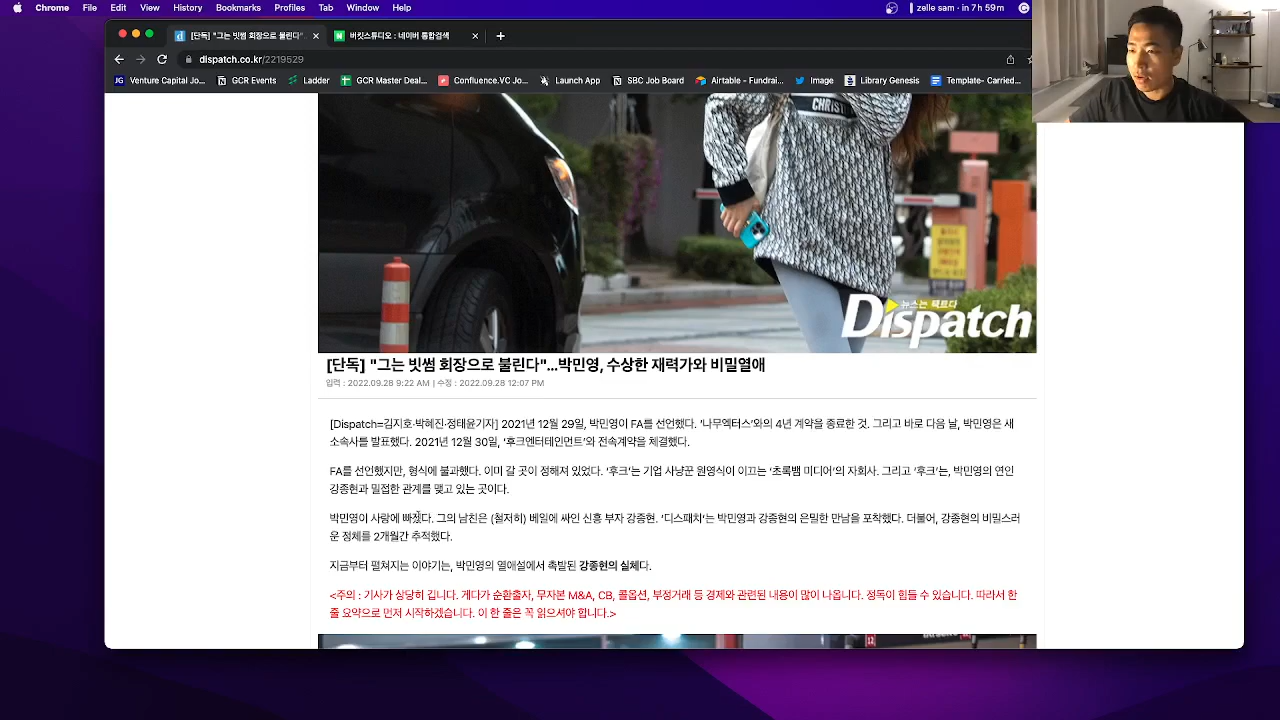 Chrome File Edit View History Bookmarks Profiles Tab Window Help zelle sam · in 7 h 59 m
[단독] "그는 빗썸 회장으로 불린다"… 버킷스튜디오 : 네이버 통합검색
dispatch.co.kr/2219529
Venture Capital Jo... GCR Events Ladder GCR Master Deal... Confluence.VC Jo... Launch App SBC Job Board Airtable - Fundrai... Image Library Genesis Template- Carried...
CHRISTI
뉴스는 팩트다
Dispatch
[단독] "그는 빗썸 회장으로 불린다"…박민영, 수상한 재력가와 비밀열애
입력 : 2022.09.28 9:22 AM | 수정 : 2022.09.28 12:07 PM
[Dispatch=김지호·박혜진·정태윤기자] 2021년 12월 29일, 박민영이 FA를 선언했다. '나무엑터스'와의 4년 계약을 종료한 것. 그리고 바로 다음 날, 박민영은 새
소속사를 발표했다. 2021년 12월 30일, '후크엔터테인먼트'와 전속계약을 체결했다.
FA를 선언했지만, 형식에 불과했다. 이미 갈 곳이 정해져 있었다. '후크'는 기업 사냥꾼 원영식이 이끄는 '초록뱀 미디어'의 자회사. 그리고 '후크'는, 박민영의 연인
강종현과 밀접한 관계를 맺고 있는 곳이다.
박민영이 사랑에 빠졌다. 그의 남친은 (철저히) 베일에 싸인 신흥 부자 강종현. '디스패치'는 박민영과 강종현의 은밀한 만남을 포착했다. 더불어, 강종현의 비밀스러
운 정체를 2개월간 추적했다.
지금부터 펼쳐지는 이야기는, 박민영의 열애설에서 촉발된 강종현의 실체다.
<주의 : 기사가 상당히 깁니다. 게다가 순환출자, 무자본 M&A, CB, 콜옵션, 부정거래 등 경제와 관련된 내용이 많이 나옵니다. 정독이 힘들 수 있습니다. 따라서 한
줄 요약으로 먼저 시작하겠습니다. 이 한 줄은 꼭 읽으셔야 합니다.>